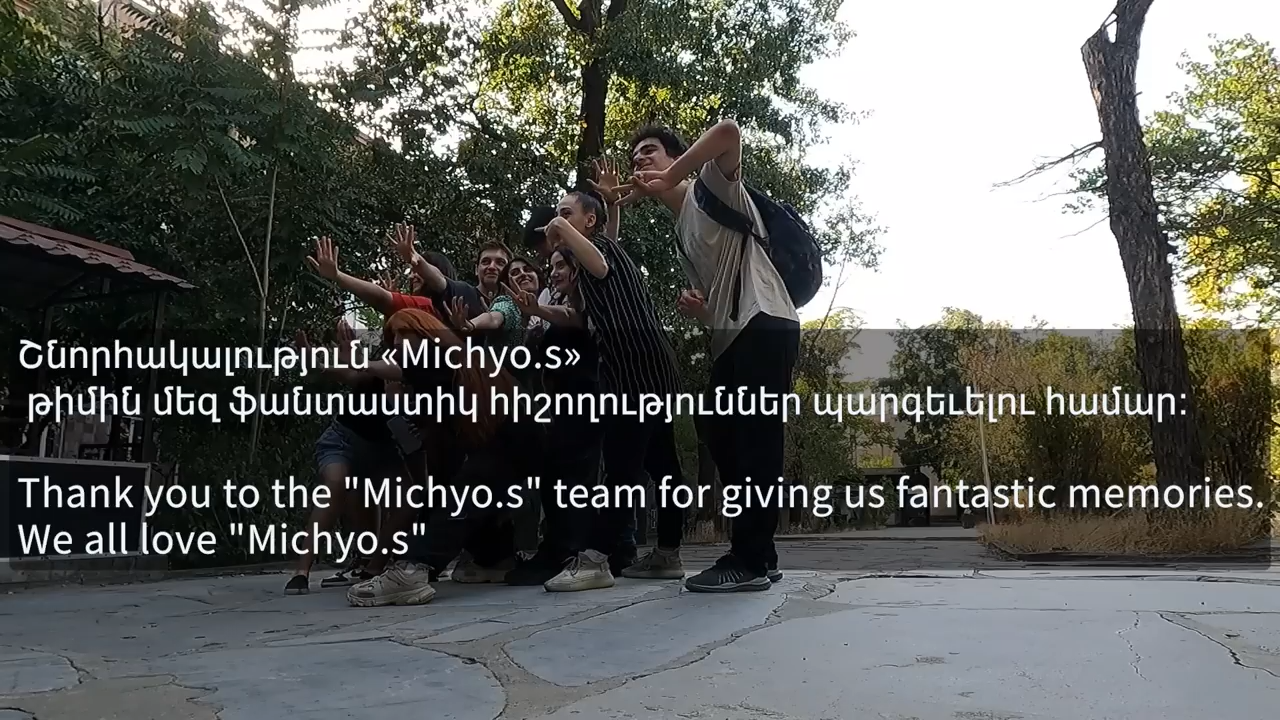 Շնորհակալություն «Michyo.s»
թիմին մեզ ֆանտաստիկ հիշողություններ պարգեւելու համար:
Thank you to the "Michyo.s" team for giving us fantastic memories.
We all love "Michyo.s"